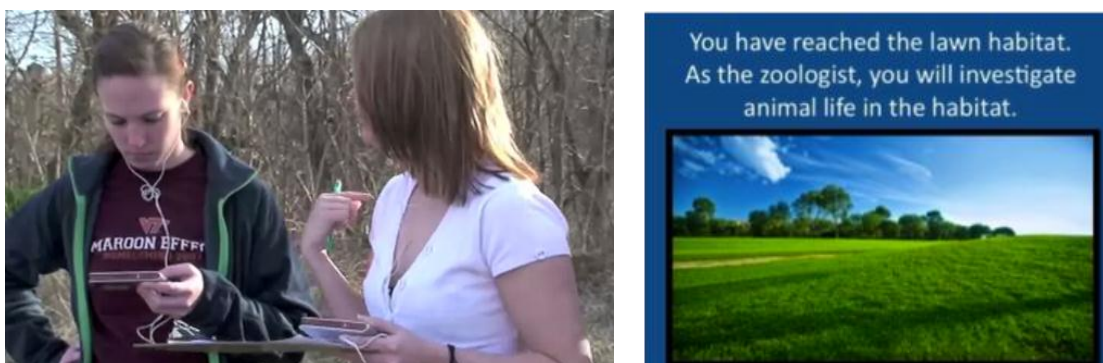 VT
MAROON EFFECT
You have reached the lawn habitat.
As the zoologist, you will investigate
animal life in the habitat.